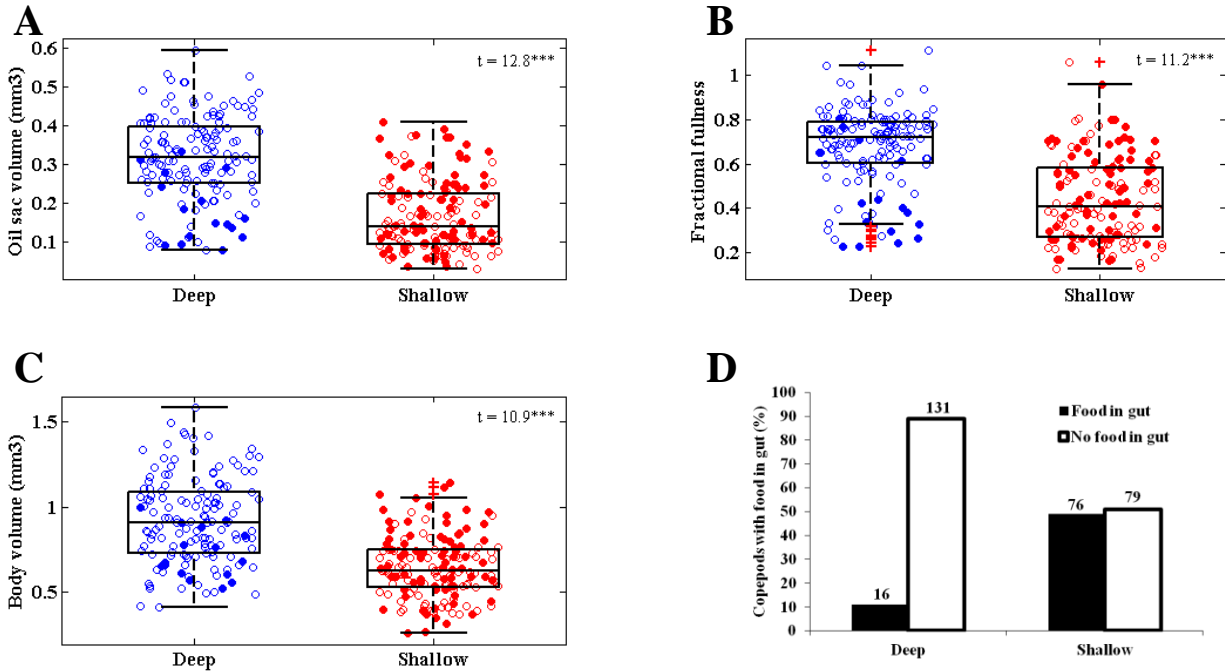 A
Oil sac volume (mm3)
0.6
0.5
0.4
0.3
0.2
0.1
t = 12.8***
Deep
Shallow
B
Fractional fullness
1
0.8
0.6
0.4
0.2
t = 11.2***
Deep
Shallow
C
Body volume (mm3)
1.5
1
0.5
t = 10.9***
Deep
Shallow
D
Copepods with food in gut (%)
100
90
80
70
60
50
40
30
20
10
0
Food in gut
No food in gut
16
131
76
79
Deep
Shallow